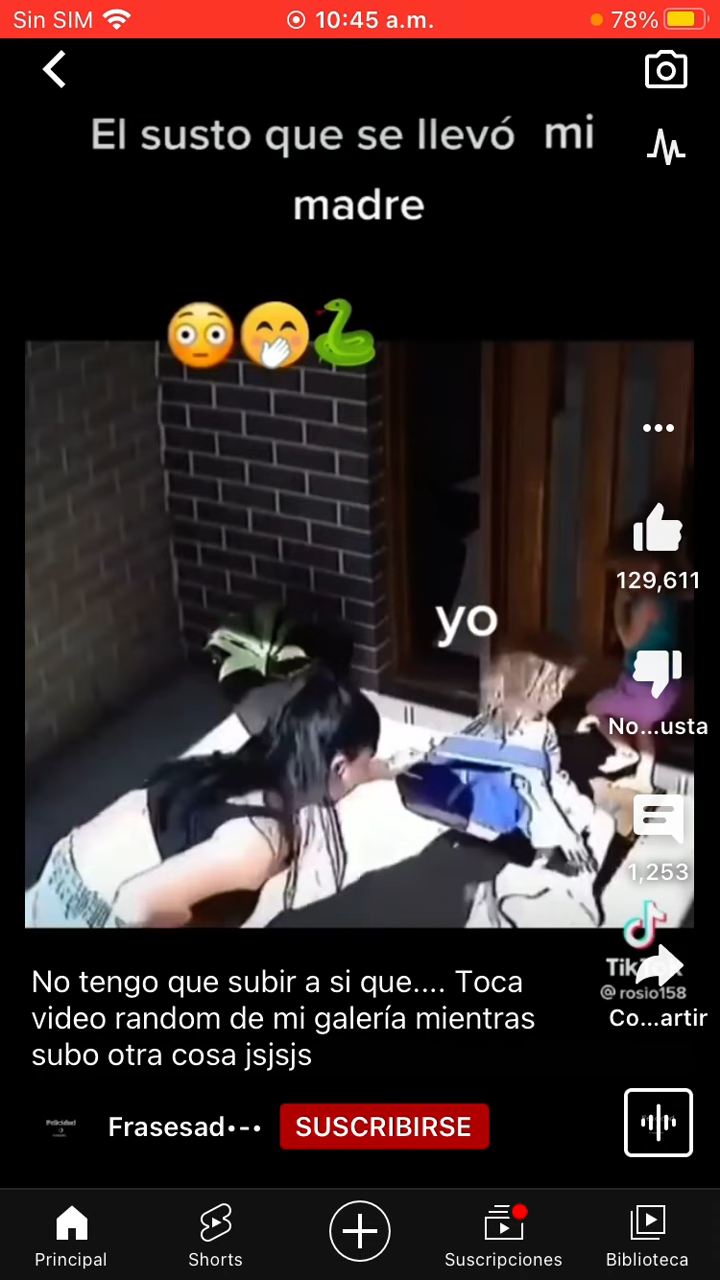 Sin SIM 10:45 a.m. 78%
El susto que se llevó mi
madre
yo
129,611
No...usta
1,253
TikTok
@rosio158
Co...artir
No tengo que subir a si que.... Toca
video random de mi galería mientras
subo otra cosa jsjsjs
Felicidad
Frasesad•-•
SUSCRIBIRSE
Principal
Shorts
Suscripciones
Biblioteca